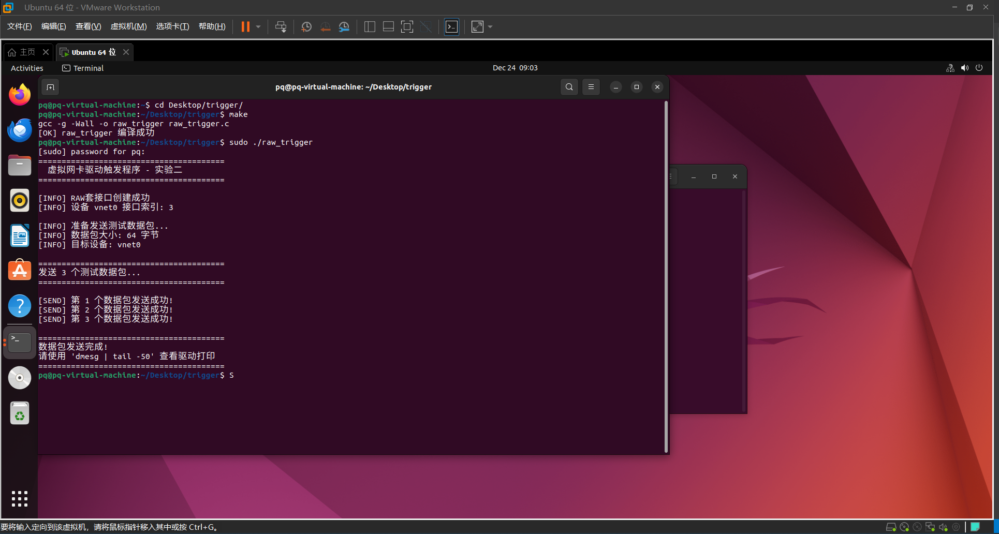 Ubuntu 64 位 - VMware Workstation
文件(F) 编辑(E) 查看(V) 虚拟机(M) 选项卡(T) 帮助(H)
主页 Ubuntu 64 位
Activities Terminal Dec 24 09:03
pq@pq-virtual-machine: ~/Desktop/trigger
pq@pq-virtual-machine:~$ cd Desktop/trigger/
pq@pq-virtual-machine:~/Desktop/trigger$ make
gcc -g -Wall -o raw_trigger raw_trigger.c
[OK] raw_trigger 编译成功
pq@pq-virtual-machine:~/Desktop/trigger$ sudo ./raw_trigger
[sudo] password for pq:
========================================
虚拟网卡驱动触发程序 - 实验二
========================================
[INFO] RAW套接口创建成功
[INFO] 设备 vnet0 接口索引: 3
[INFO] 准备发送测试数据包...
[INFO] 数据包大小: 64 字节
[INFO] 目标设备: vnet0
========================================
发送 3 个测试数据包...
========================================
[SEND] 第 1 个数据包发送成功!
[SEND] 第 2 个数据包发送成功!
[SEND] 第 3 个数据包发送成功!
========================================
数据包发送完成!
请使用 'dmesg | tail -50' 查看驱动打印
========================================
pq@pq-virtual-machine:~/Desktop/trigger$ S
要将输入定向到该虚拟机，请将鼠标指针移入其中或按 Ctrl+G。